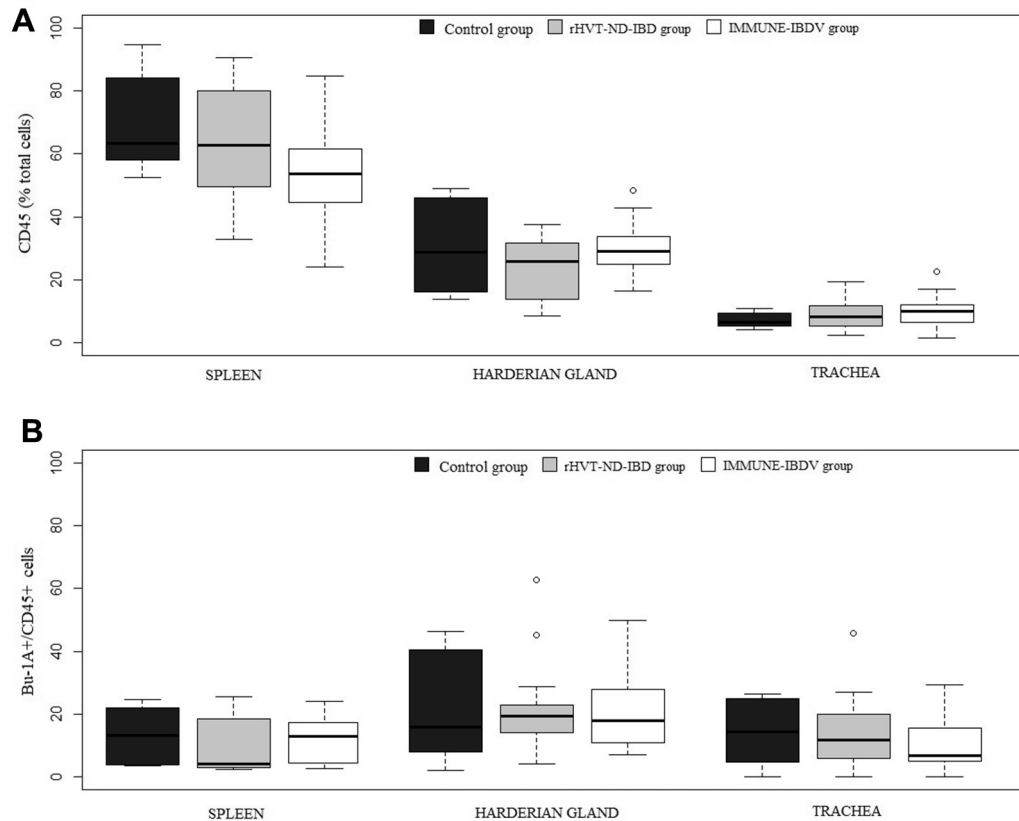 A
Control group
rHVT-ND-IBD group
IMMUNE-IBDV group
CD45 (% total cells)
100
80
60
40
20
0
SPLEEN
HARDERIAN GLAND
TRACHEA
B
Control group
rHVT-ND-IBD group
IMMUNE-IBDV group
Bu-1A+/CD45+ cells
100
80
60
40
20
0
SPLEEN
HARDERIAN GLAND
TRACHEA